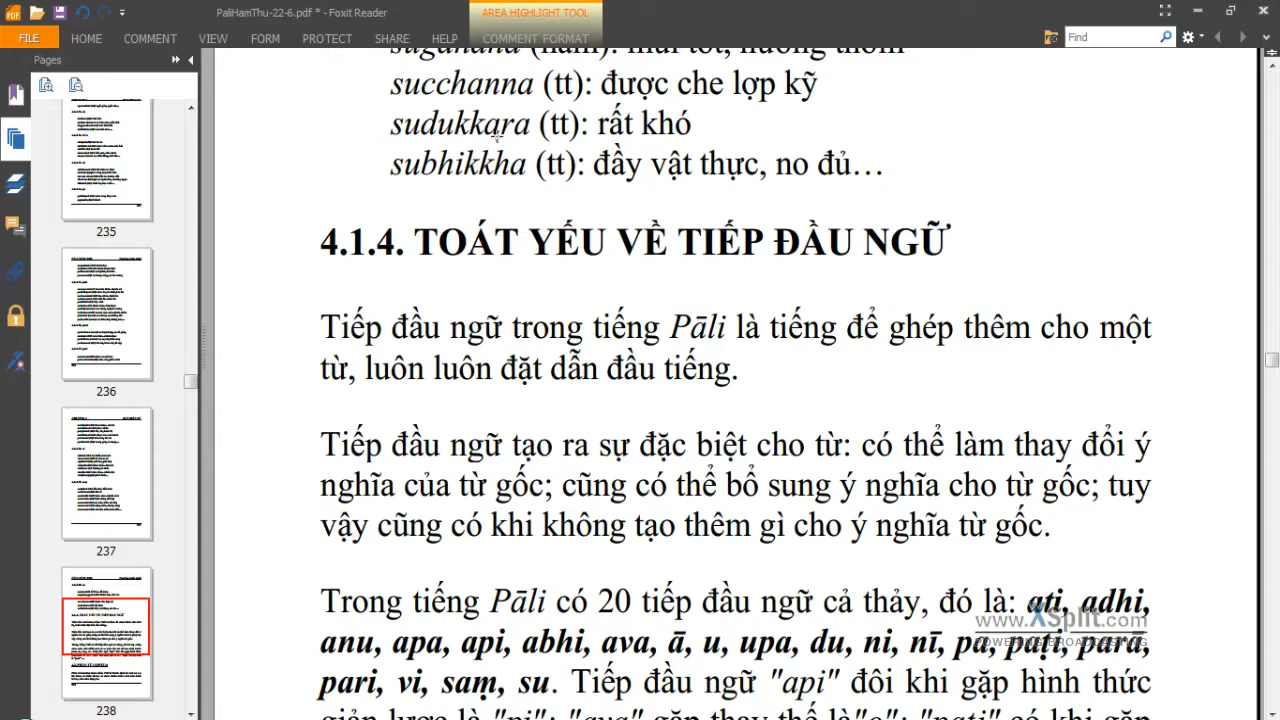 PaliHamThu-22-6.pdf * - Foxit Reader
AREA HIGHLIGHT TOOL
FILE HOME COMMENT VIEW FORM PROTECT SHARE HELP COMMENT FORMAT
Find
Pages
235
236
237
238
succhanna (tt): được che lợp kỹ
sudukkara (tt): rất khó
subhikkha (tt): đầy vật thực, no đủ…
4.1.4. TOÁT YẾU VỀ TIẾP ĐẦU NGỮ
Tiếp đầu ngữ trong tiếng Pāli là tiếng để ghép thêm cho một
từ, luôn luôn đặt dẫn đầu tiếng.
Tiếp đầu ngữ tạo ra sự đặc biệt cho từ: có thể làm thay đổi ý
nghĩa của từ gốc; cũng có thể bổ sung ý nghĩa cho từ gốc; tuy
vậy cũng có khi không tạo thêm gì cho ý nghĩa từ gốc.
Trong tiếng Pāli có 20 tiếp đầu ngữ cả thảy, đó là: ati, adhi,
anu, apa, api, abhi, ava, ā, u, upa, du, ni, nī, pa, paṭi, parā,
pari, vi, saṃ, su. Tiếp đầu ngữ "api" đôi khi gặp hình thức
www.XSplit.com
POWERING BROADCASTING